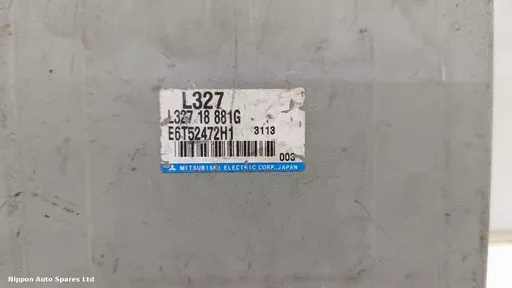 L327
L327 18 881G
E6T52472H1 3113
003
MITSUBISHI ELECTRIC CORP. JAPAN
Nippon Auto Spares Ltd